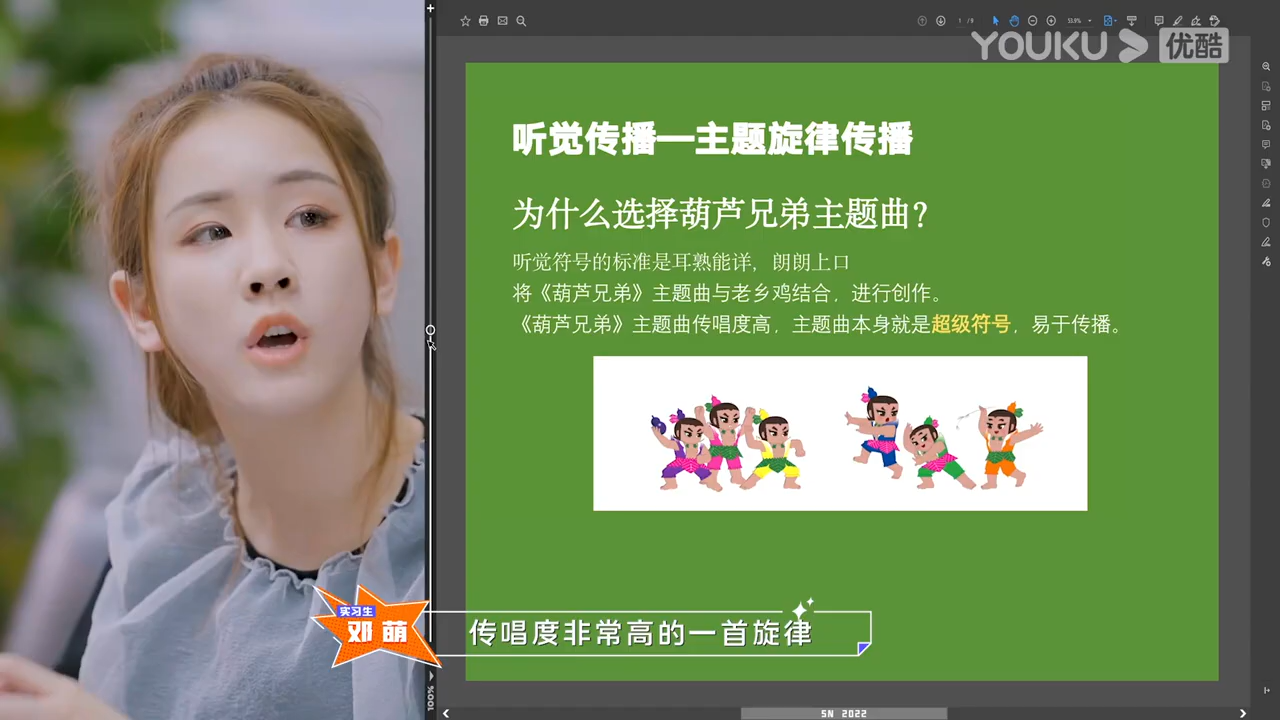 1 / 8
53.9%
YOUKU 优酷
听觉传播—主题旋律传播
为什么选择葫芦兄弟主题曲?
听觉符号的标准是耳熟能详，朗朗上口
将《葫芦兄弟》主题曲与老乡鸡结合，进行创作。
《葫芦兄弟》主题曲传唱度高，主题曲本身就是超级符号，易于传播。
实习生
邓 萌
传唱度非常高的一首旋律
100%
SN 2022